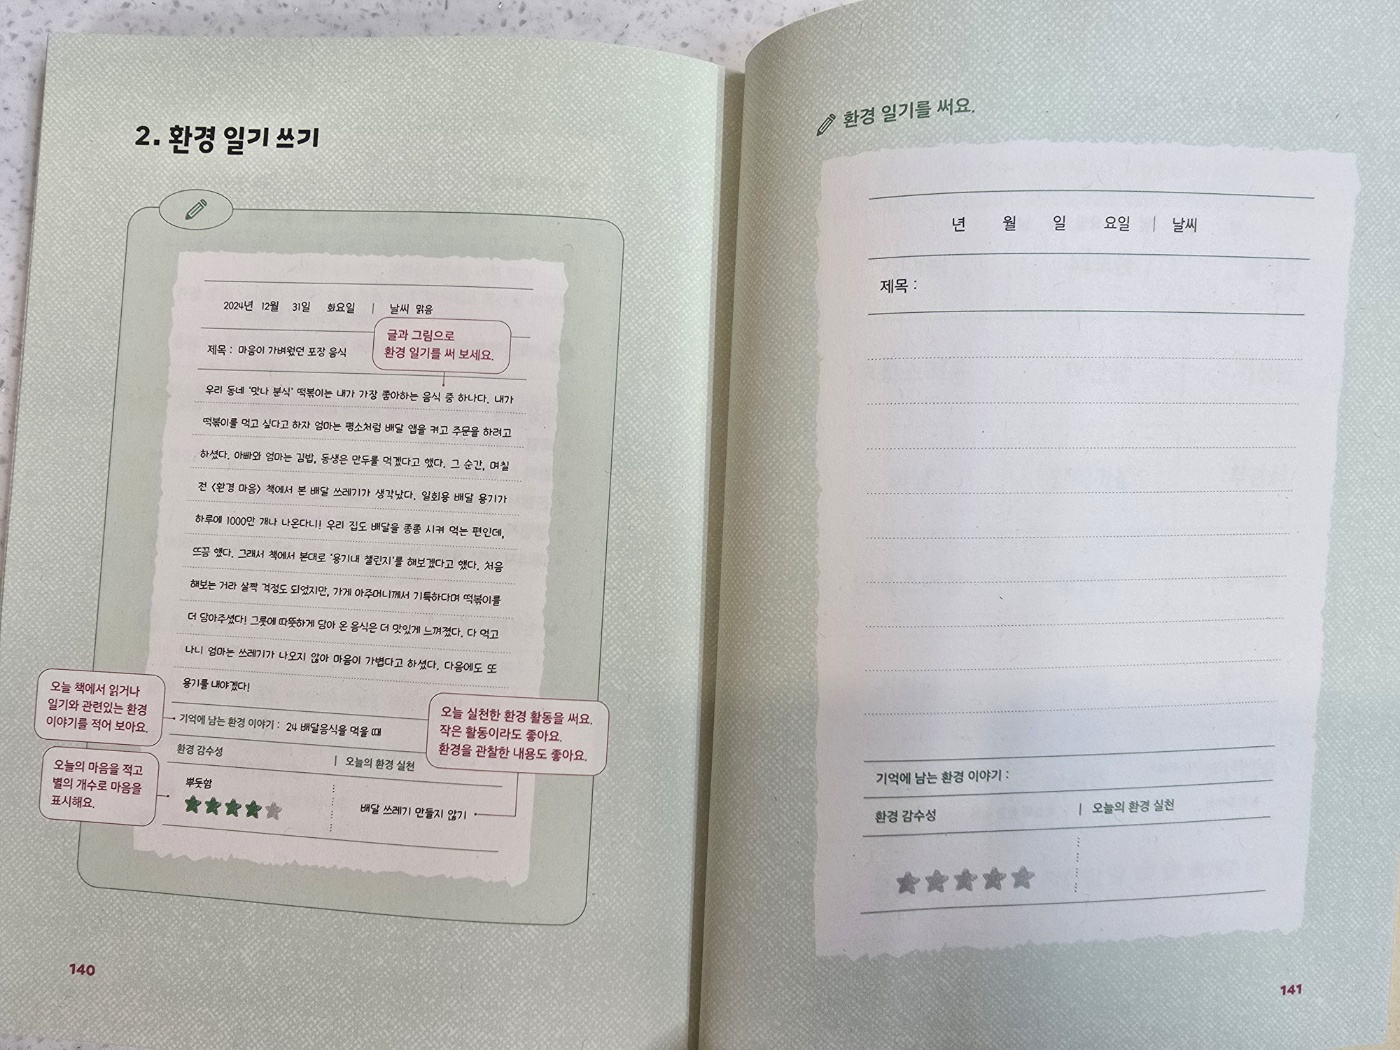 2. 환경 일기 쓰기
2024년 12월 31일 화요일 | 날씨 맑음
글과 그림으로
환경 일기를 써 보세요.
제목 : 마음이 가벼웠던 포장 음식
우리 동네 '맛나 분식' 떡볶이는 내가 가장 좋아하는 음식 중 하나다. 내가
떡볶이를 먹고 싶다고 하자 엄마는 평소처럼 배달 앱을 켜고 주문을 하려고
하셨다. 아빠와 엄마는 김밥, 동생은 만두를 먹겠다고 했다. 그 순간, 며칠
전 <환경 마음> 책에서 본 배달 쓰레기가 생각났다. 일회용 배달 용기가
하루에 1000만 개나 나온다니! 우리 집도 배달을 종종 시켜 먹는 편인데,
뜨끔 했다. 그래서 책에서 본대로 '용기내 챌린지'를 해보겠다고 했다. 처음
해보는 거라 살짝 걱정도 되었지만, 가게 아주머니께서 기특하다며 떡볶이를
더 담아주셨다! 그릇에 따뜻하게 담아 온 음식은 더 맛있게 느껴졌다. 다 먹고
나니 엄마는 쓰레기가 나오지 않아 마음이 가볍다고 하셨다. 다음에도 또
용기를 내야겠다!
오늘 책에서 읽거나
일기와 관련있는 환경
이야기를 적어 보아요.
기억에 남는 환경 이야기 : 24 배달음식을 먹을 때
오늘 실천한 환경 활동을 써요.
작은 활동이라도 좋아요.
환경을 관찰한 내용도 좋아요.
환경 감수성 | 오늘의 환경 실천
오늘의 마음을 적고
별의 개수로 마음을
표시해요.
뿌듯함
배달 쓰레기 만들지 않기
140
환경 일기를 써요.
년 월 일 요일 | 날씨
제목 :
기억에 남는 환경 이야기 :
환경 감수성 | 오늘의 환경 실천
141